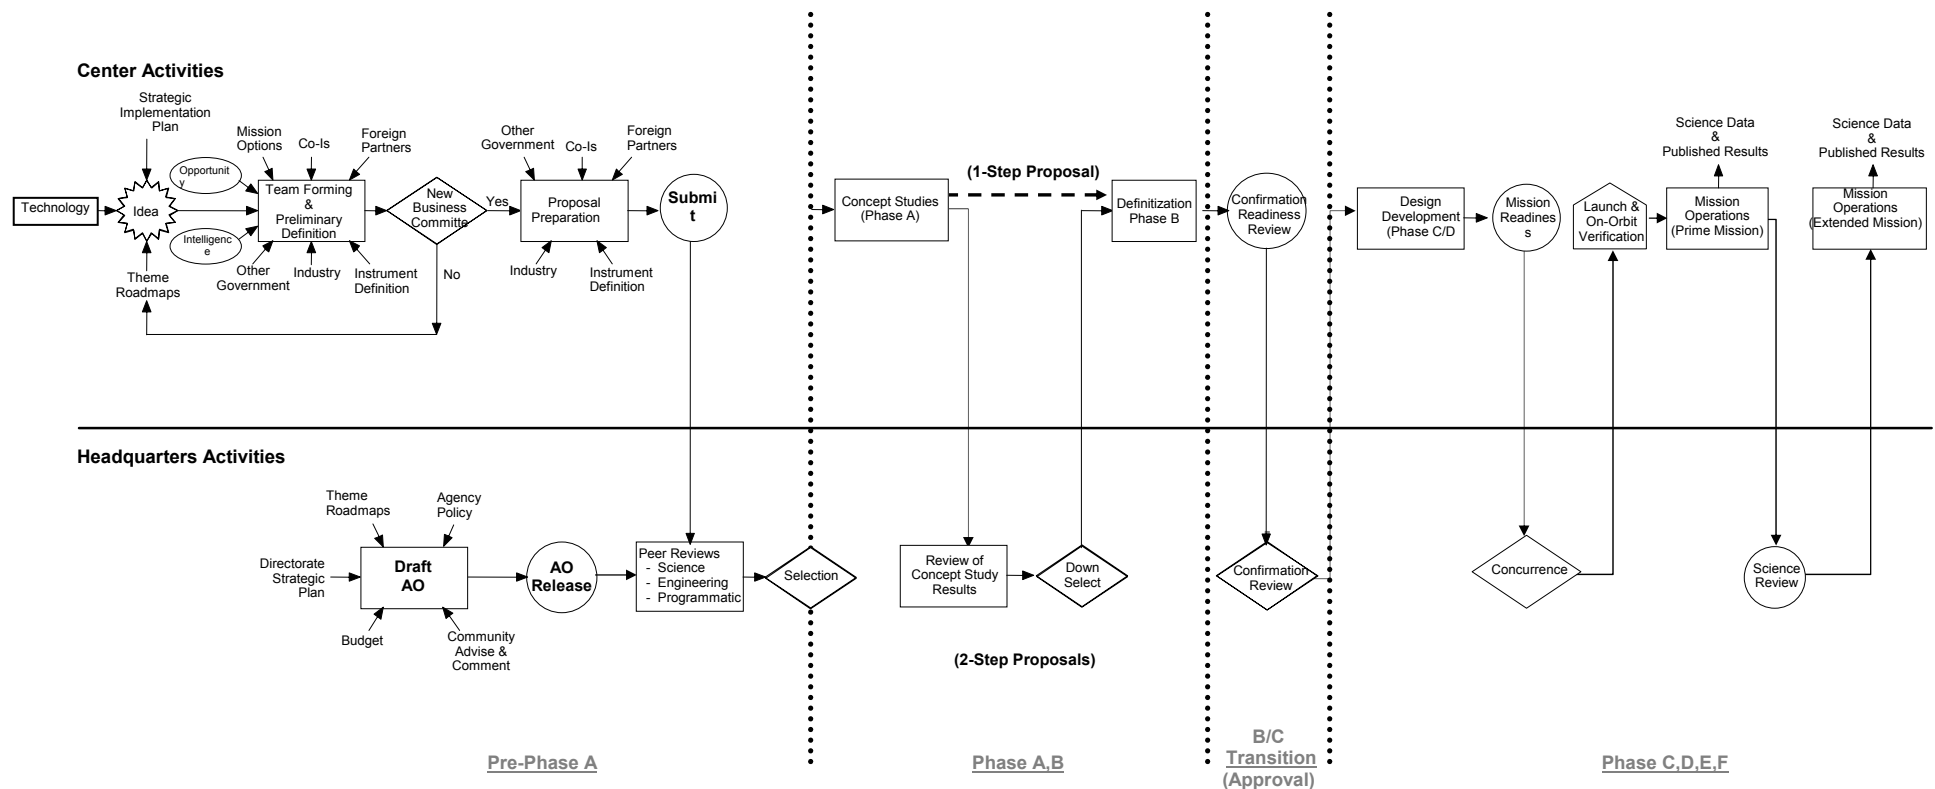 Center Activities
Strategic
Implementation
Plan
Technology
Idea
Opportunit
y
Intelligenc
e
Theme
Roadmaps
Mission
Options
Co-Is
Foreign
Partners
Team Forming
&
Preliminary
Definition
Other
Government
Industry
Instrument
Definition
New
Business
Committe
Yes
No
Other
Government
Co-Is
Foreign
Partners
Proposal
Preparation
Industry
Instrument
Definition
Submi
t
Concept Studies
(Phase A)
(1-Step Proposal)
Definitization
Phase B
Confirmation
Readiness
Review
Design
Development
(Phase C/D
Mission
Readines
s
Launch &
On-Orbit
Verification
Science Data
&
Published Results
Mission
Operations
(Prime Mission)
Science Data
&
Published Results
Mission
Operations
(Extended Mission)
Headquarters Activities
Theme
Roadmaps
Agency
Policy
Directorate
Strategic
Plan
Draft
AO
Budget
Community
Advise &
Comment
AO
Release
Peer Reviews
- Science
- Engineering
- Programmatic
Selection
Review of
Concept Study
Results
Down
Select
(2-Step Proposals)
Confirmation
Review
Concurrence
Science
Review
Pre-Phase A
Phase A,B
B/C
Transition
(Approval)
Phase C,D,E,F